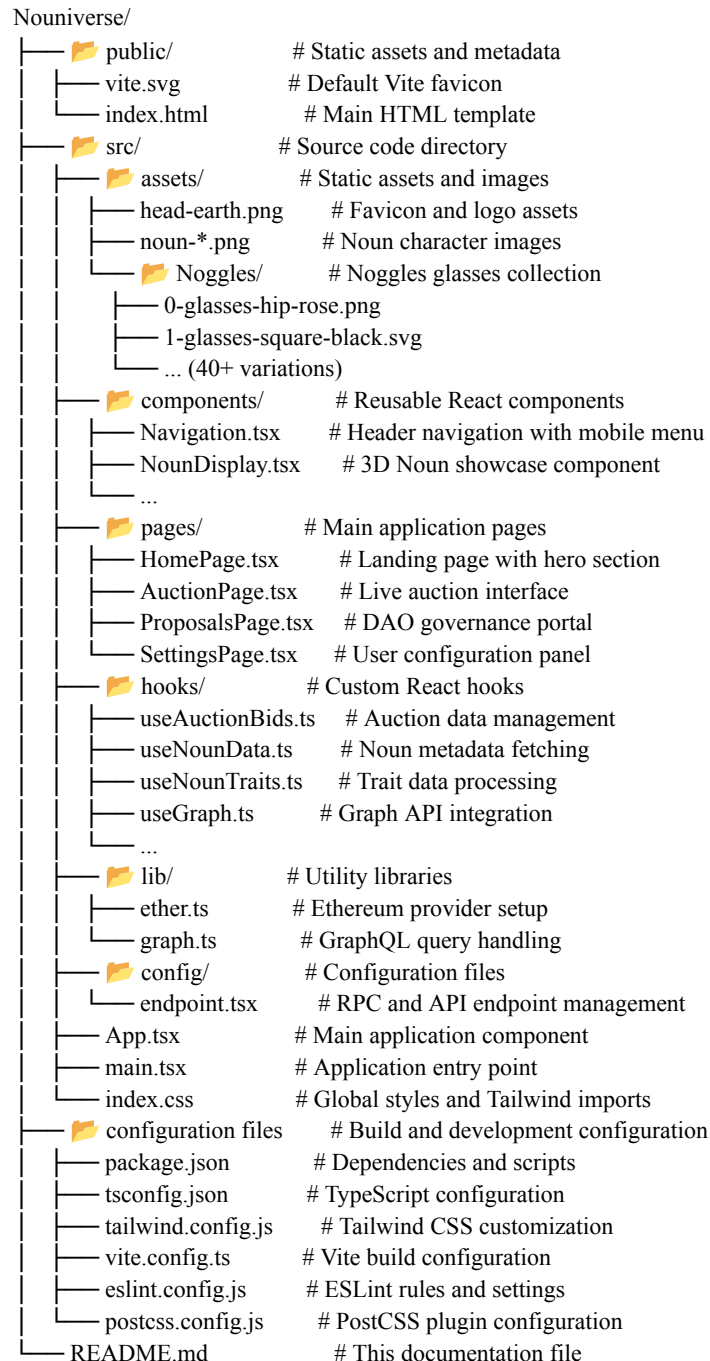 Nouniverse/
├── 📂 public/ # Static assets and metadata
│ ├── vite.svg # Default Vite favicon
│ └── index.html # Main HTML template
├── 📂 src/ # Source code directory
│ ├── 📂 assets/ # Static assets and images
│ │ ├── head-earth.png # Favicon and logo assets
│ │ ├── noun-*.png # Noun character images
│ │ └── 📂 Noggles/ # Noggles glasses collection
│ │ ├── 0-glasses-hip-rose.png
│ │ ├── 1-glasses-square-black.svg
│ │ └── ... (40+ variations)
│ ├── 📂 components/ # Reusable React components
│ │ ├── Navigation.tsx # Header navigation with mobile menu
│ │ ├── NounDisplay.tsx # 3D Noun showcase component
│ │ └── ...
│ ├── 📂 pages/ # Main application pages
│ │ ├── HomePage.tsx # Landing page with hero section
│ │ ├── AuctionPage.tsx # Live auction interface
│ │ ├── ProposalsPage.tsx # DAO governance portal
│ │ └── SettingsPage.tsx # User configuration panel
│ ├── 📂 hooks/ # Custom React hooks
│ │ ├── useAuctionBids.ts # Auction data management
│ │ ├── useNounData.ts # Noun metadata fetching
│ │ ├── useNounTraits.ts # Trait data processing
│ │ ├── useGraph.ts # Graph API integration
│ │ └── ...
│ ├── 📂 lib/ # Utility libraries
│ │ ├── ether.ts # Ethereum provider setup
│ │ └── graph.ts # GraphQL query handling
│ ├── 📂 config/ # Configuration files
│ │ └── endpoint.tsx # RPC and API endpoint management
│ ├── App.tsx # Main application component
│ ├── main.tsx # Application entry point
│ └── index.css # Global styles and Tailwind imports
├── 📂 configuration files # Build and development configuration
│ ├── package.json # Dependencies and scripts
│ ├── tsconfig.json # TypeScript configuration
│ ├── tailwind.config.js # Tailwind CSS customization
│ ├── vite.config.ts # Vite build configuration
│ ├── eslint.config.js # ESLint rules and settings
│ └── postcss.config.js # PostCSS plugin configuration
└── README.md # This documentation file